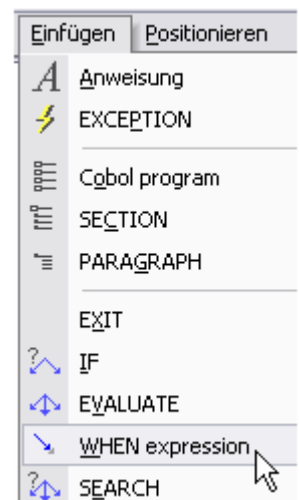 Einfügen Positionieren
Anweisung
EXCEPTION
Cobol program
SECTION
PARAGRAPH
EXIT
IF
EVALUATE
WHEN expression
SEARCH